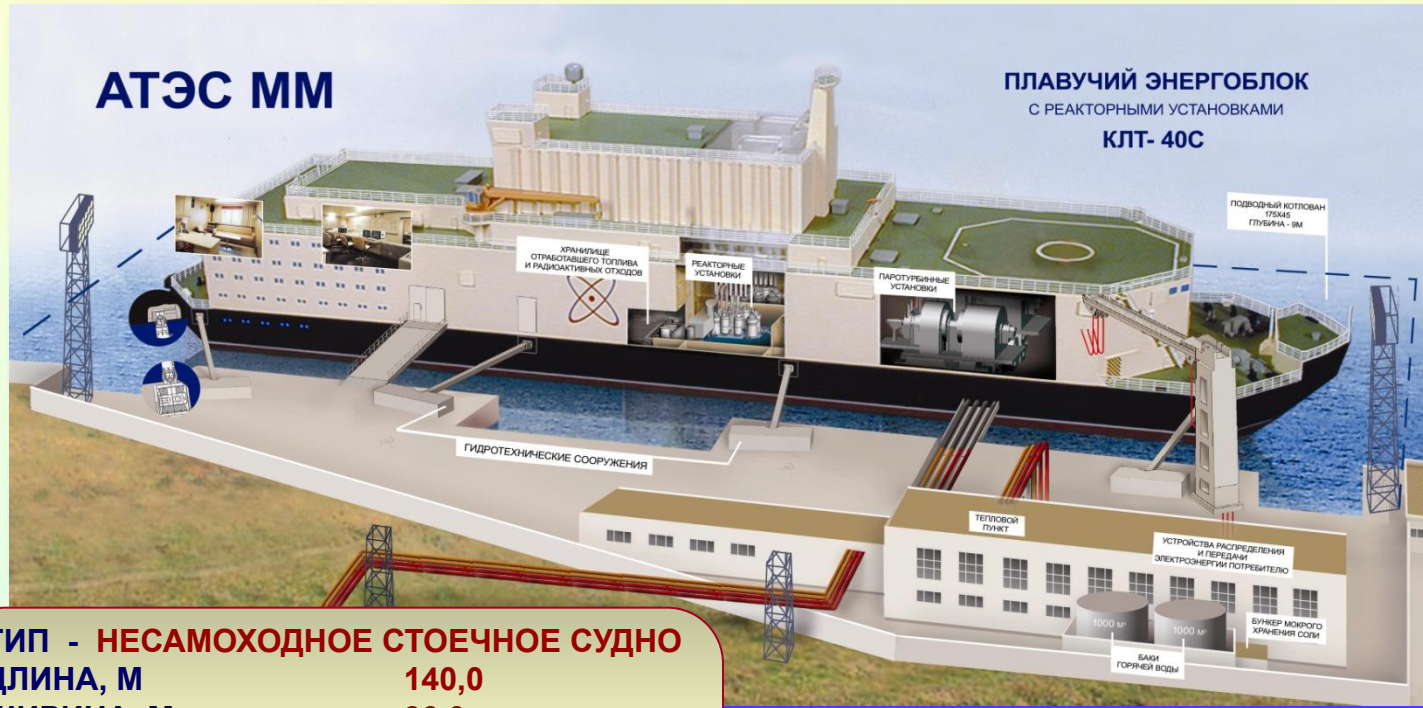 АТЭС ММ
ПЛАВУЧИЙ ЭНЕРГОБЛОК
С РЕАКТОРНЫМИ УСТАНОВКАМИ
КЛТ- 40С
ПОДВОДНЫЙ КОТЛОВАН
175X45
ГЛУБИНА - 9М
ХРАНИЛИЩЕ
ОТРАБОТАВШЕГО ТОПЛИВА
И РАДИОАКТИВНЫХ ОТХОДОВ
РЕАКТОРНЫЕ
УСТАНОВКИ
ПАРОТУРБИННЫЕ
УСТАНОВКИ
ГИДРОТЕХНИЧЕСКИЕ СООРУЖЕНИЯ
ТЕПЛОВОЙ
ПУНКТ
УСТРОЙСТВА РАСПРЕДЕЛЕНИЯ
И ПЕРЕДАЧИ
ЭЛЕКТРОЭНЕРГИИ ПОТРЕБИТЕЛЮ
1000 м³
1000 м³
БУНКЕР МОКРОГО
ХРАНЕНИЯ СОЛИ
БАКИ
ГОРЯЧЕЙ ВОДЫ
ТИП - НЕСАМОХОДНОЕ СТОЕЧНОЕ СУДНО
ДЛИНА, М 140,0